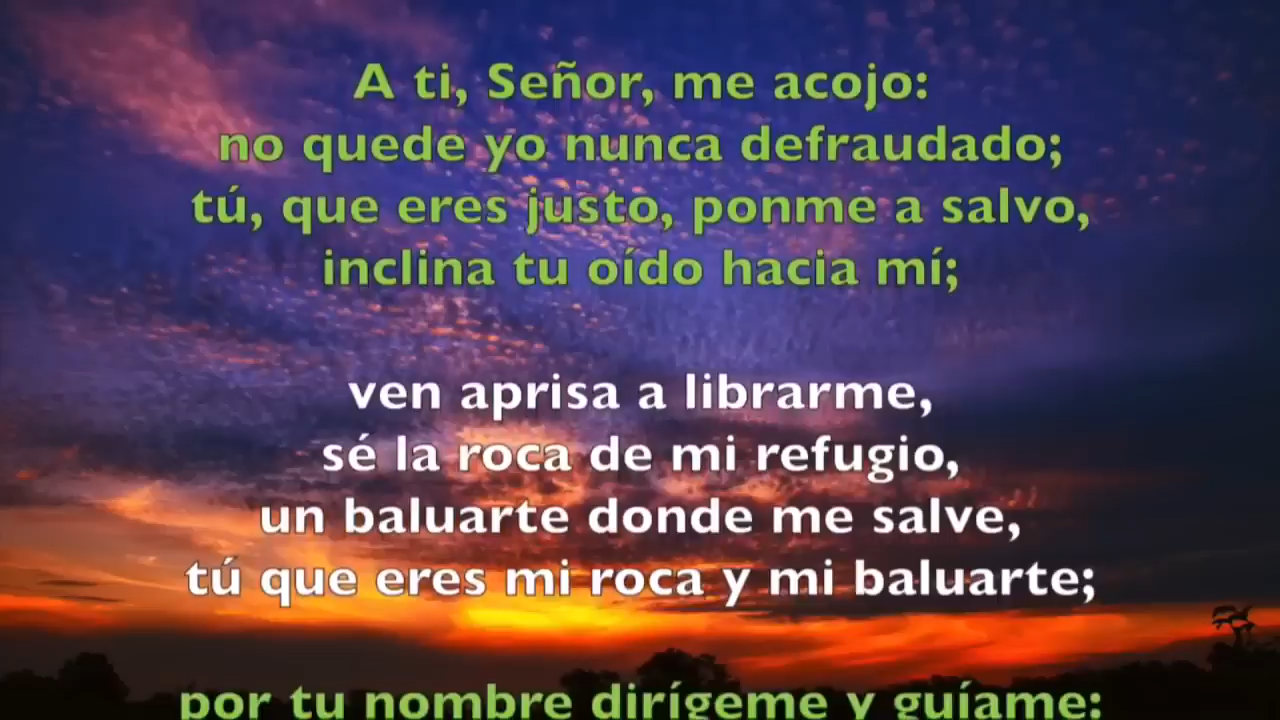 A ti, Señor, me acojo:
no quede yo nunca defraudado;
tú, que eres justo, ponme a salvo,
inclina tu oído hacia mí;
ven aprisa a librarme,
sé la roca de mi refugio,
un baluarte donde me salve,
tú que eres mi roca y mi baluarte;
por tu nombre dirígeme y guíame: